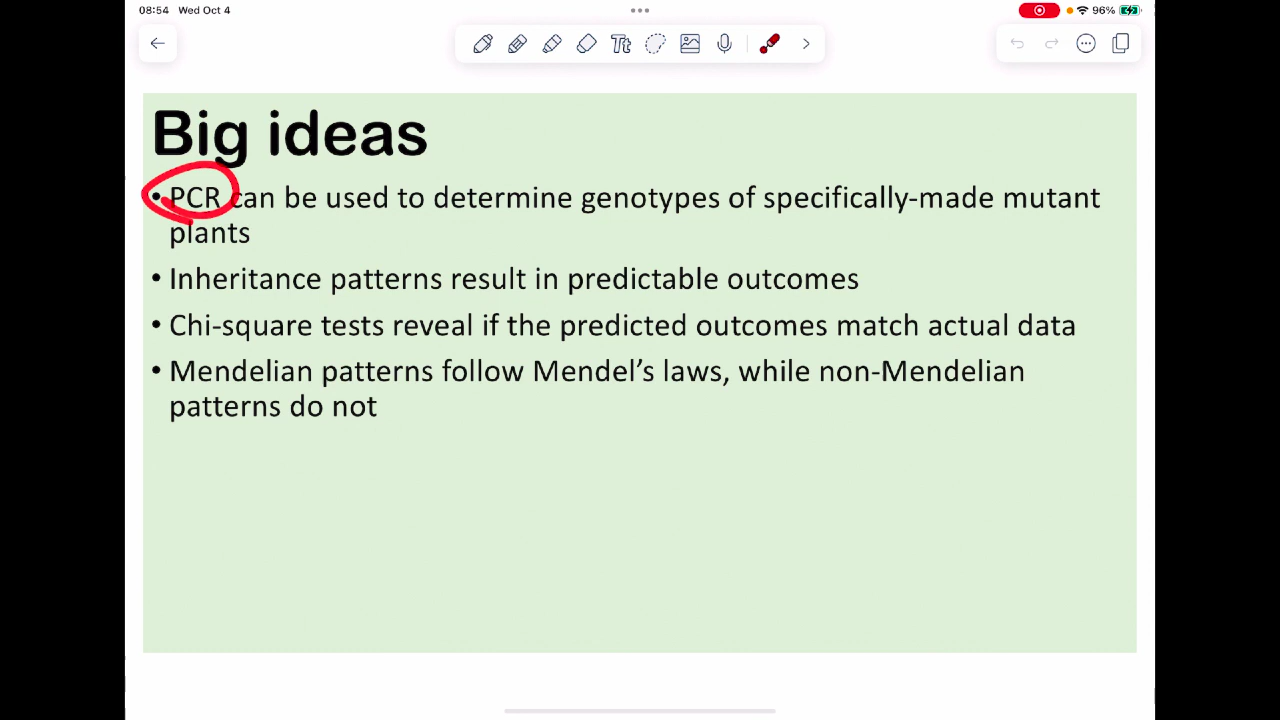 08:54 Wed Oct 4
96%
Tt
Big ideas
• PCR can be used to determine genotypes of specifically-made mutant
plants
• Inheritance patterns result in predictable outcomes
• Chi-square tests reveal if the predicted outcomes match actual data
• Mendelian patterns follow Mendel’s laws, while non-Mendelian
patterns do not